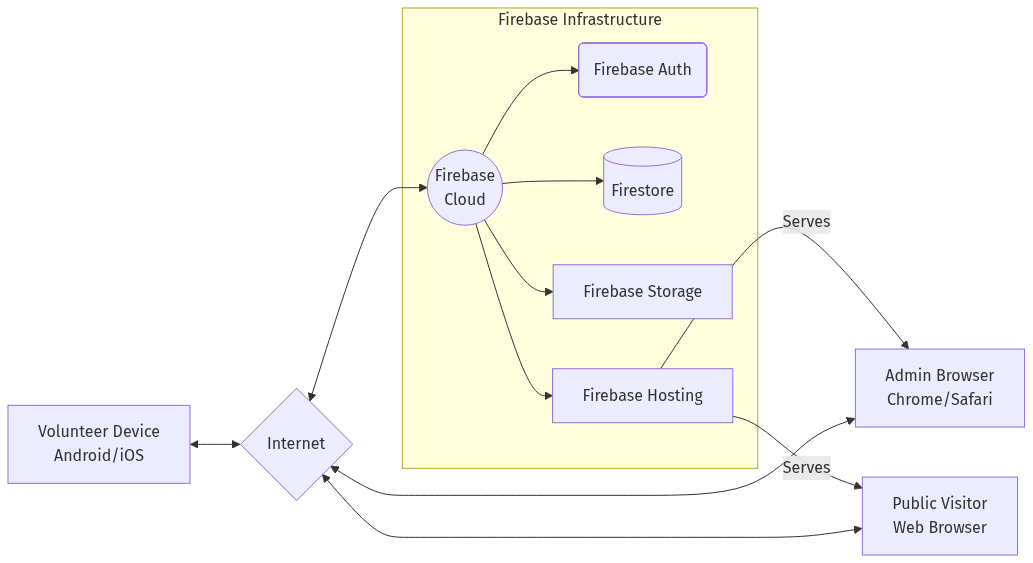 Firebase Infrastructure
Firebase Auth
Firebase
Cloud
Firestore
Serves
Firebase Storage
Admin Browser
Chrome/Safari
Firebase Hosting
Volunteer Device
Android/iOS
Internet
Serves
Public Visitor
Web Browser